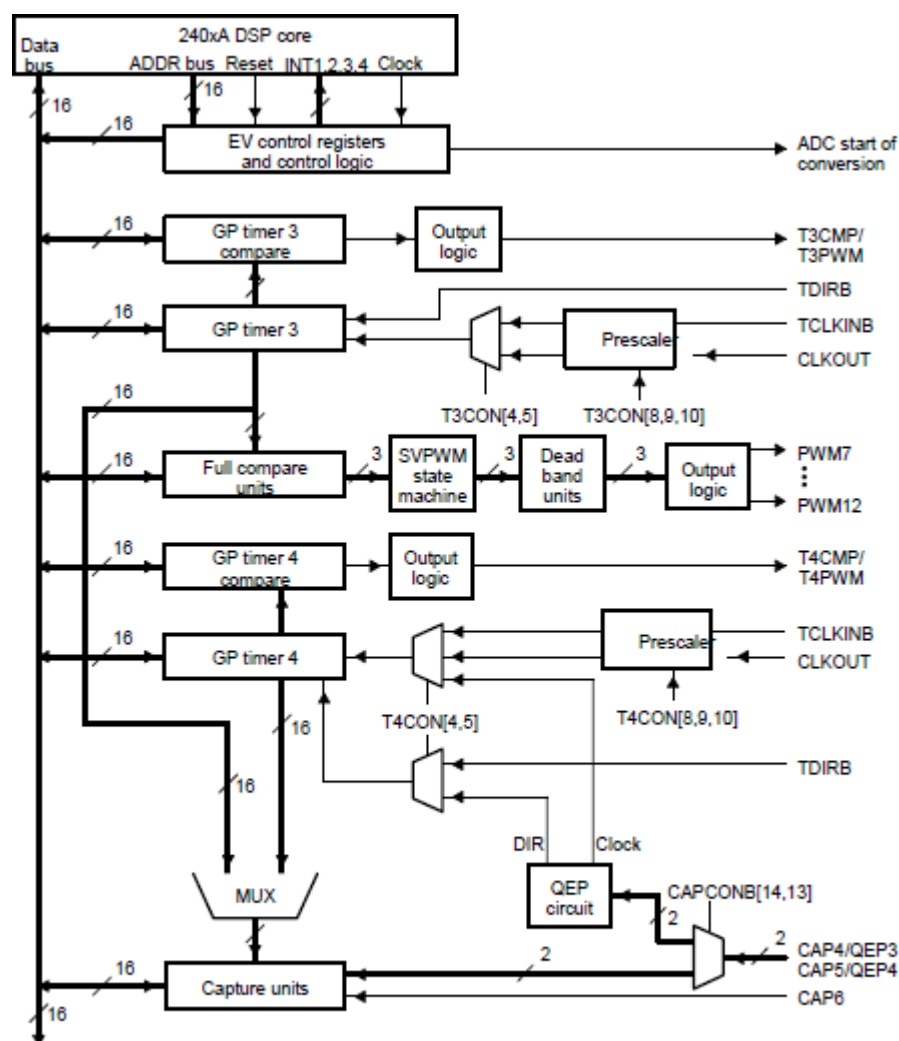 240xA DSP core
Data
bus
ADDR bus Reset INT1,2,3,4 Clock
16
16
16
EV control registers
and control logic
ADC start of
conversion
16
GP timer 3
compare
Output
logic
T3CMP/
T3PWM
TDIRB
16
GP timer 3
Prescaler
TCLKINB
CLKOUT
16
T3CON[4,5]
T3CON[8,9,10]
16
Full compare
units
3
SVPWM
state
machine
3
Dead
band
units
3
Output
logic
PWM7
PWM12
16
GP timer 4
compare
Output
logic
T4CMP/
T4PWM
16
GP timer 4
Prescaler
TCLKINB
CLKOUT
T4CON[4,5]
T4CON[8,9,10]
16
16
TDIRB
DIR
Clock
MUX
QEP
circuit
CAPCONB[14,13]
2
2
CAP4/QEP3
CAP5/QEP4
16
Capture units
2
CAP6
16